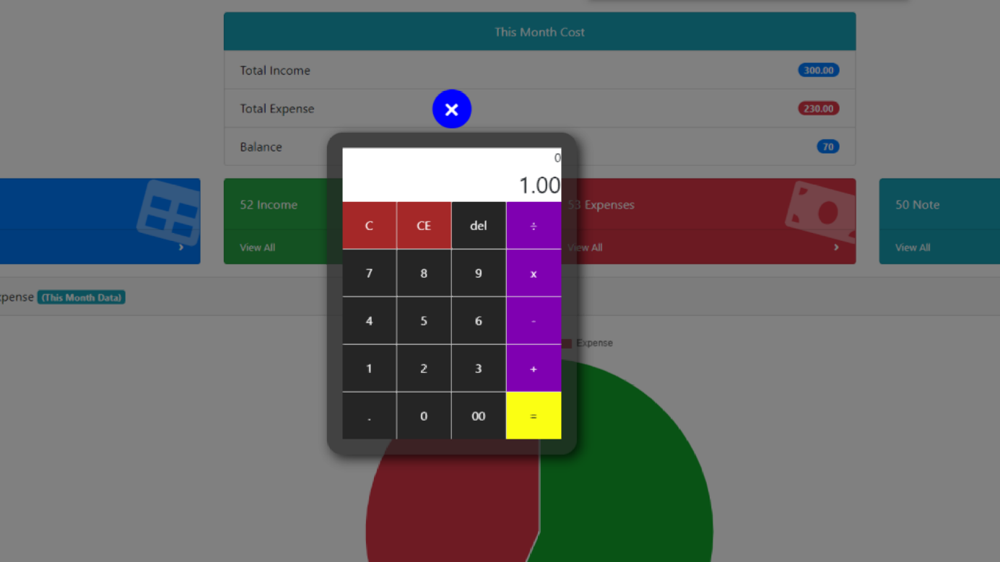 This Month Cost
Total Income 300.00
Total Expense 230.00
Balance 70
0
1.00
52 Income
53 Expenses
50 Note
C CE del ÷
View All
View All
View All
7 8 9 x
(This Month Data)
4 5 6 -
Expense
1 2 3 +
. 0 00 =